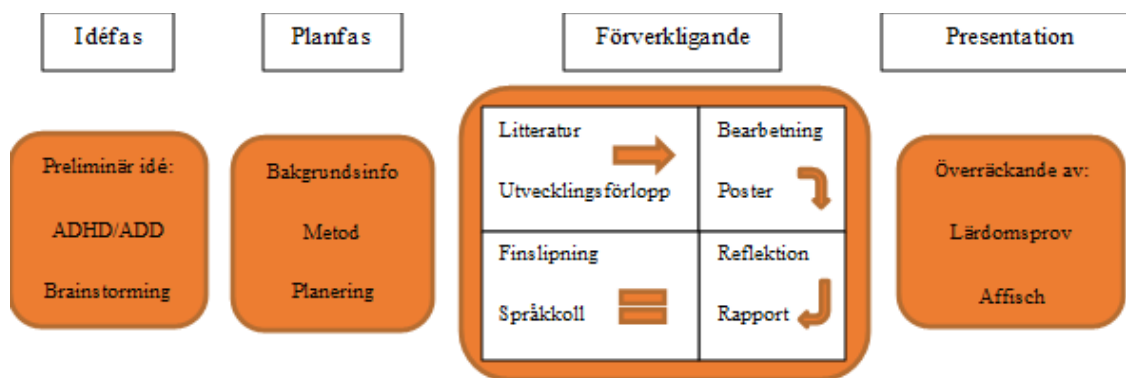 Idéfas
Planfas
Förverkligande
Presentation
Preliminär idé:
ADHD/ADD
Brainstorming
Bakgrundsinfo
Metod
Planering
Litteratur
Utvecklingsförlopp
Bearbetning
Poster
Finslipning
Språkkoll
Reflektion
Rapport
Överräckande av:
Lärdomsprov
Affisch